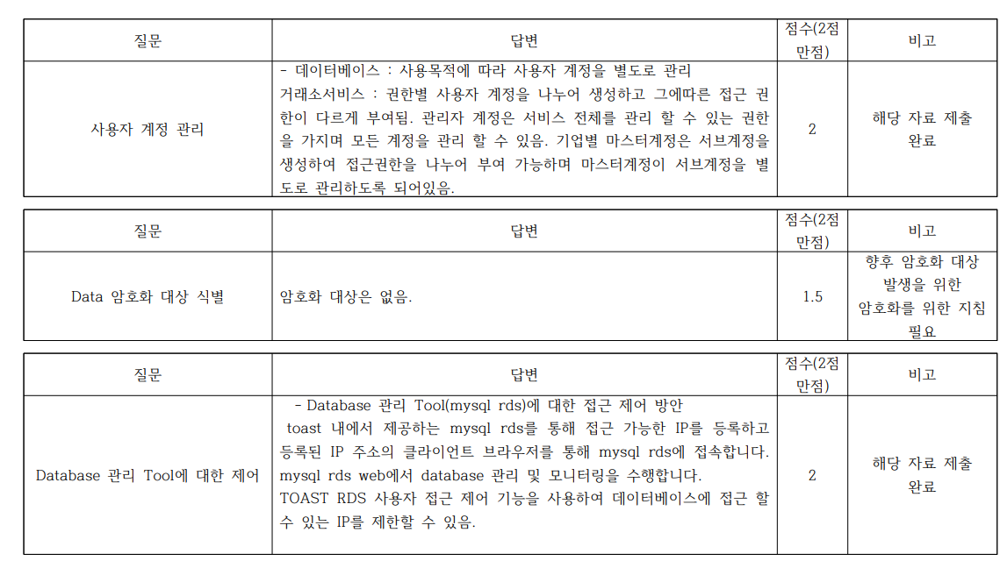 질문 답변 점수(2점 만점) 비고
사용자 계정 관리
- 데이터베이스 : 사용목적에 따라 사용자 계정을 별도로 관리
거래소서비스 : 권한별 사용자 계정을 나누어 생성하고 그에따른 접근 권
한이 다르게 부여됨. 관리자 계정은 서비스 전체를 관리 할 수 있는 권한
을 가지며 모든 계정을 관리 할 수 있음. 기업별 마스터계정은 서브계정을
생성하여 접근권한을 나누어 부여 가능하며 마스터계정이 서브계정을 별
도로 관리하도록 되어있음.
2
해당 자료 제출
완료
질문 답변 점수(2점 만점) 비고
Data 암호화 대상 식별
암호화 대상은 없음.
1.5
향후 암호화 대상
발생을 위한
암호화를 위한 지침
필요
질문 답변 점수(2점 만점) 비고
Database 관리 Tool에 대한 제어
- Database 관리 Tool(mysql rds)에 대한 접근 제어 방안
toast 내에서 제공하는 mysql rds를 통해 접근 가능한 IP를 등록하고
등록된 IP 주소의 클라이언트 브라우저를 통해 mysql rds에 접속합니다.
mysql rds web에서 database 관리 및 모니터링을 수행합니다.
TOAST RDS 사용자 접근 제어 기능을 사용하여 데이터베이스에 접근 할
수 있는 IP를 제한할 수 있음.
2
해당 자료 제출
완료